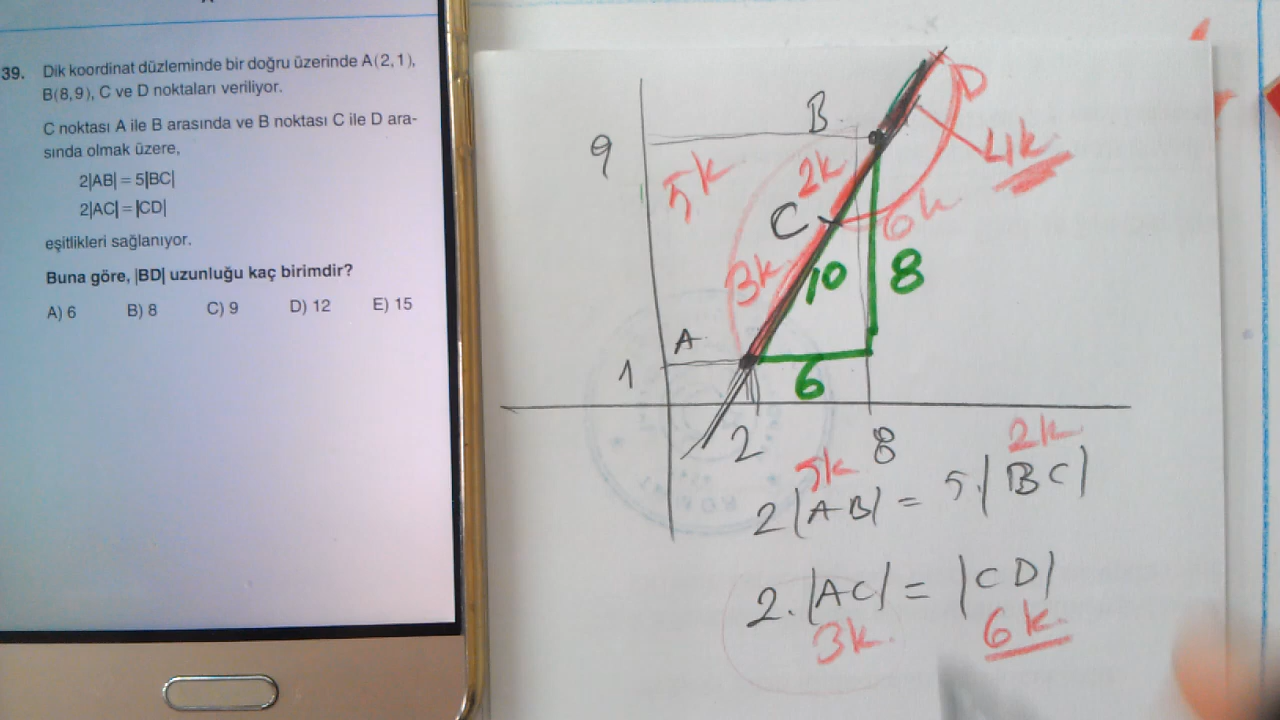 39. Dik koordinat düzleminde bir doğru üzerinde A(2,1),
B(8,9), C ve D noktaları veriliyor.
C noktası A ile B arasında ve B noktası C ile D ara-
sında olmak üzere,
2|AB| = 5|BC|
2|AC| = |CD|
eşitlikleri sağlanıyor.
Buna göre, |BD| uzunluğu kaç birimdir?
A) 6 B) 8 C) 9 D) 12 E) 15
D
B
9
4k
5k
2k
C
6k
3k
10
8
A
1
6
2
8
5k
2k
2|AB| = 5.|BC|
2.|AC| = |CD|
3k.
6k.